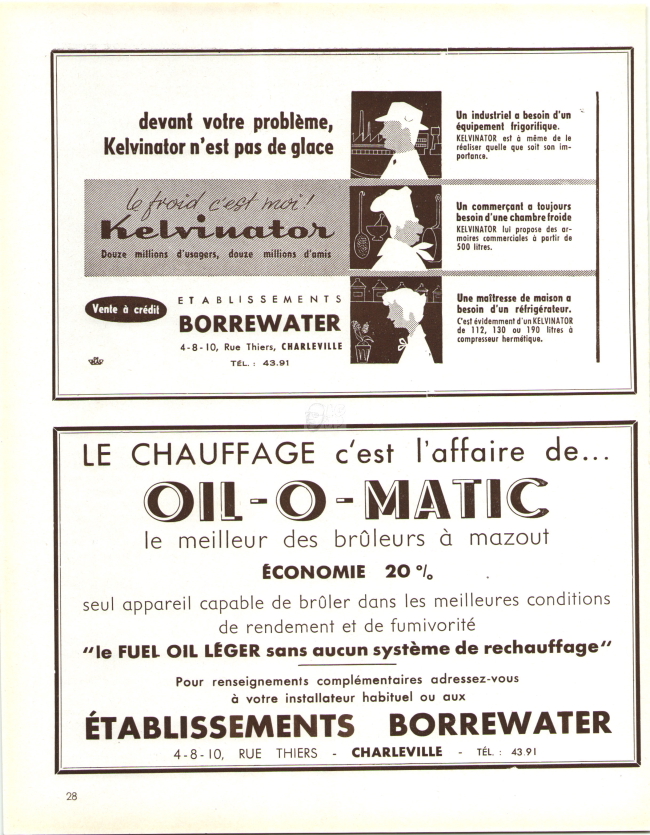 devant votre problème,
Kelvinator n'est pas de glace
le froid c'est moi!
Kelvinator
Douze millions d'usagers, douze millions d'amis
Vente à crédit
ETABLISSEMENTS
BORREWATER
4-8-10, Rue Thiers, CHARLEVILLE
TÉL. : 43.91
Un industriel a besoin d'un
équipement frigorifique.
KELVINATOR est à même de le
réaliser quelle que soit son im-
portance.
Un commerçant a toujours
besoin d'une chambre froide
KELVINATOR lui propose des ar-
moires commerciales à partir de
500 litres.
Une maîtresse de maison a
besoin d'un réfrigérateur.
C'est évidemment d'un KELVINATOR
de 112, 130 ou 190 litres à
compresseur hermétique.
LE CHAUFFAGE c'est l'affaire de...
OIL-O-MATIC
le meilleur des brûleurs à mazout
ÉCONOMIE 20 %
seul appareil capable de brûler dans les meilleures conditions
de rendement et de fumivorité
"le FUEL OIL LÉGER sans aucun système de rechauffage"
Pour renseignements complémentaires adressez-vous
à votre installateur habituel ou aux
ÉTABLISSEMENTS BORREWATER
4-8-10, RUE THIERS - CHARLEVILLE - TÉL. : 43.91
28